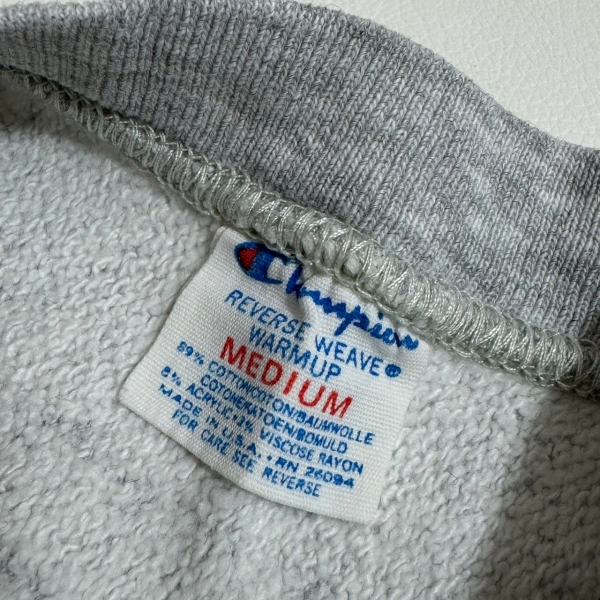 Champion
REVERSE WEAVE®
WARMUP
MEDIUM
89% COTTON/COTON/BAUMWOLLE
COTONE/KATOEN/BOMULD
8% ACRYLIC 4% VISCOSE RAYON
MADE IN U.S.A. • RN 26094
FOR CARE SEE REVERSE